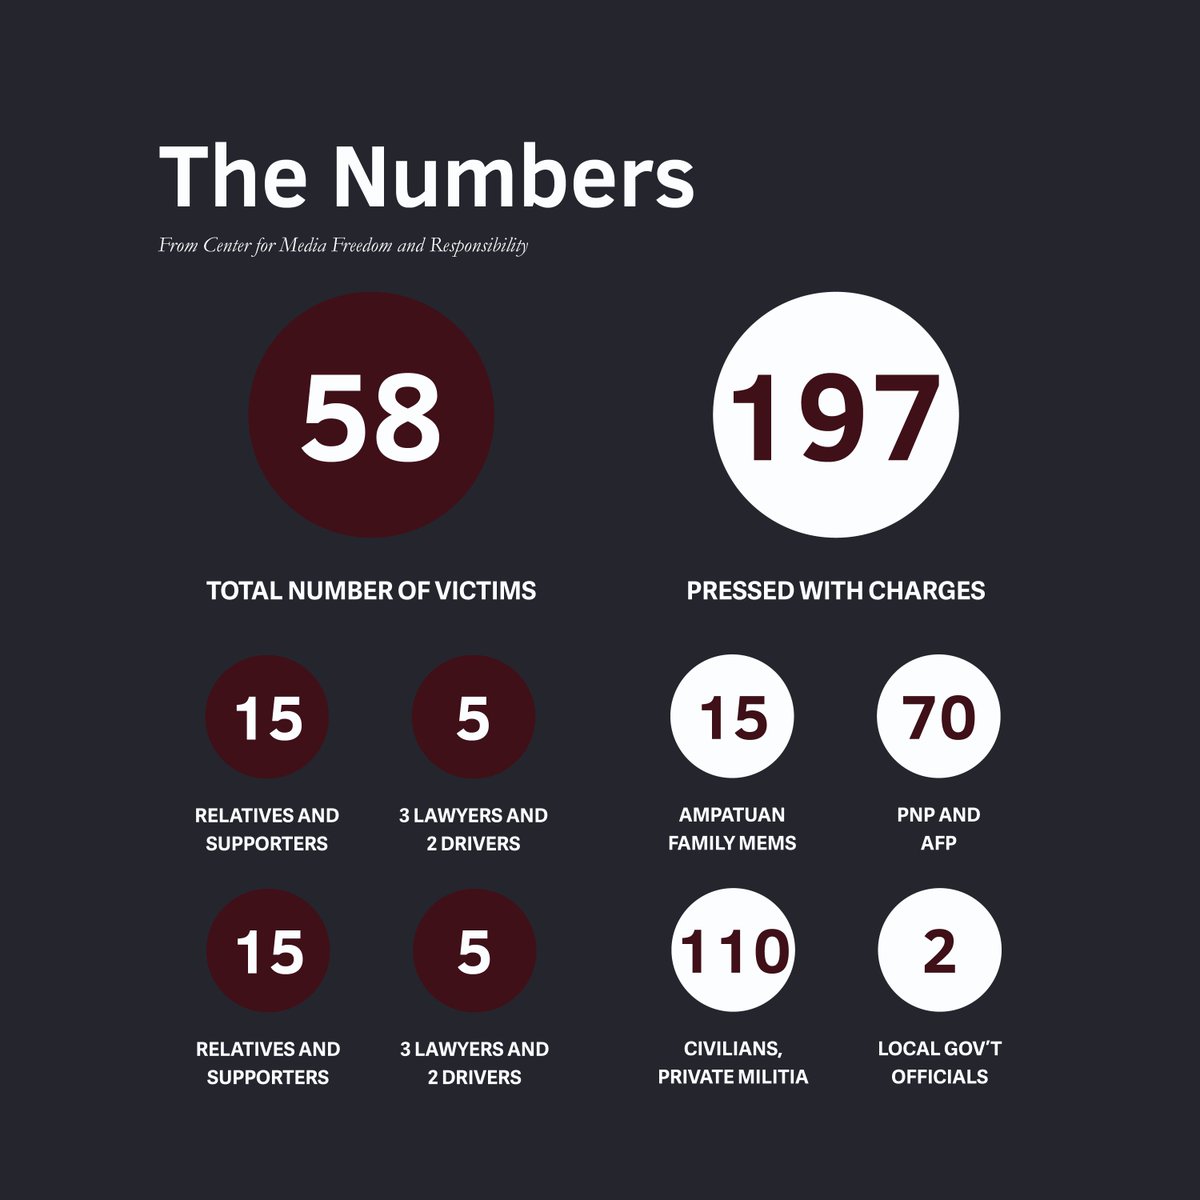 The Numbers
From Center for Media Freedom and Responsibility
58
197
TOTAL NUMBER OF VICTIMS
PRESSED WITH CHARGES
15
5
15
70
RELATIVES AND
SUPPORTERS
3 LAWYERS AND
2 DRIVERS
AMPATUAN
FAMILY MEMS
PNP AND
AFP
15
5
110
2
RELATIVES AND
SUPPORTERS
3 LAWYERS AND
2 DRIVERS
CIVILIANS,
PRIVATE MILITIA
LOCAL GOV'T
OFFICIALS